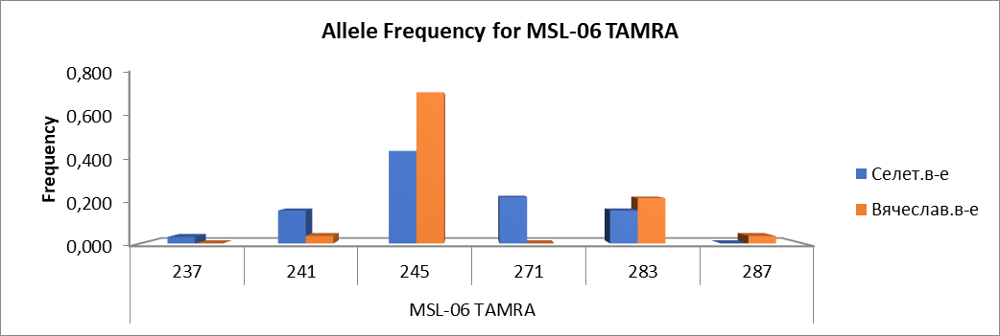 Allele Frequency for MSL-06 TAMRA
0,800
0,600
0,400
0,200
0,000
Frequency
237 241 245 271 283 287
MSL-06 TAMRA
Селет.в-е
Вячеслав.в-е